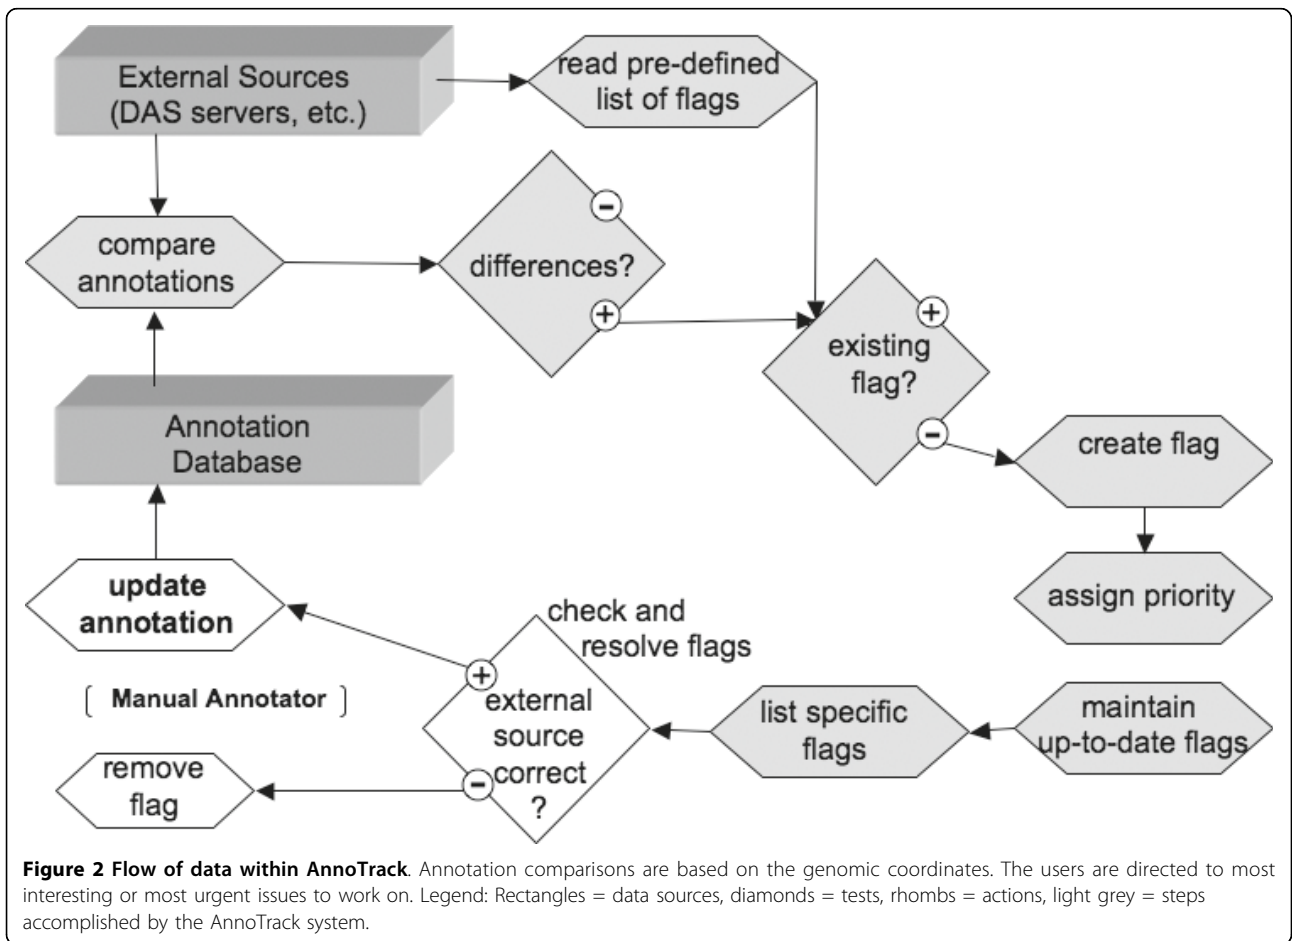 External Sources
(DAS servers, etc.)
read pre-defined
list of flags
compare
annotations
differences?
−
+
existing
flag?
+
−
Annotation
Database
create flag
assign priority
update
annotation
check and
resolve flags
+
external
source
correct
?
−
list specific
flags
maintain
up-to-date flags
[ Manual Annotator ]
remove
flag
Figure 2 Flow of data within AnnoTrack. Annotation comparisons are based on the genomic coordinates. The users are directed to most
interesting or most urgent issues to work on. Legend: Rectangles = data sources, diamonds = tests, rhombs = actions, light grey = steps
accomplished by the AnnoTrack system.